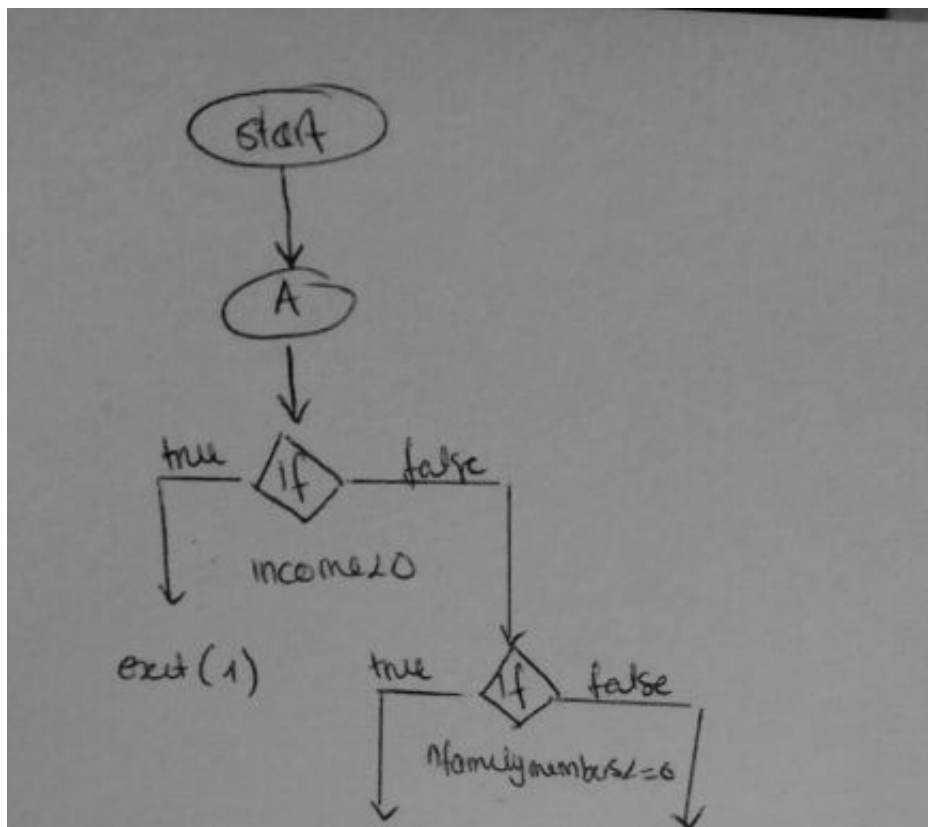 start
A
true
If
false
income<0
exit(1)
true
If
false
nfamilymembers<=0